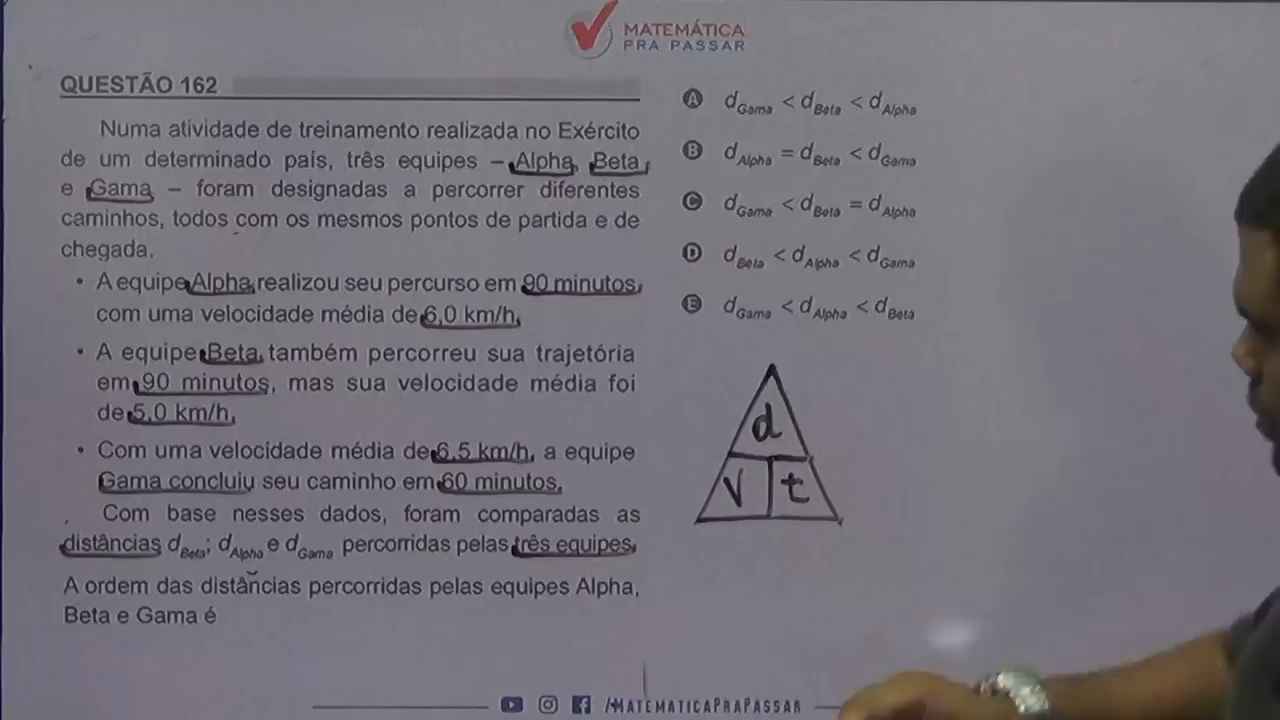 MATEMÁTICA
PRA PASSAR
QUESTÃO 162
Numa atividade de treinamento realizada no Exército
de um determinado país, três equipes – Alpha, Beta
e Gama – foram designadas a percorrer diferentes
caminhos, todos com os mesmos pontos de partida e de
chegada.
• A equipe Alpha realizou seu percurso em 90 minutos
com uma velocidade média de 6,0 km/h.
• A equipe Beta também percorreu sua trajetória
em 90 minutos, mas sua velocidade média foi
de 5,0 km/h.
• Com uma velocidade média de 6,5 km/h, a equipe
Gama concluiu seu caminho em 60 minutos.
Com base nesses dados, foram comparadas as
distâncias d_Beta; d_Alpha e d_Gama percorridas pelas três equipes.
A ordem das distâncias percorridas pelas equipes Alpha,
Beta e Gama é
A d_Gama < d_Beta < d_Alpha
B d_Alpha = d_Beta < d_Gama
C d_Gama < d_Beta = d_Alpha
D d_Beta < d_Alpha < d_Gama
E d_Gama < d_Alpha < d_Beta
d
V t
/MATEMATICAPRAPASSAR